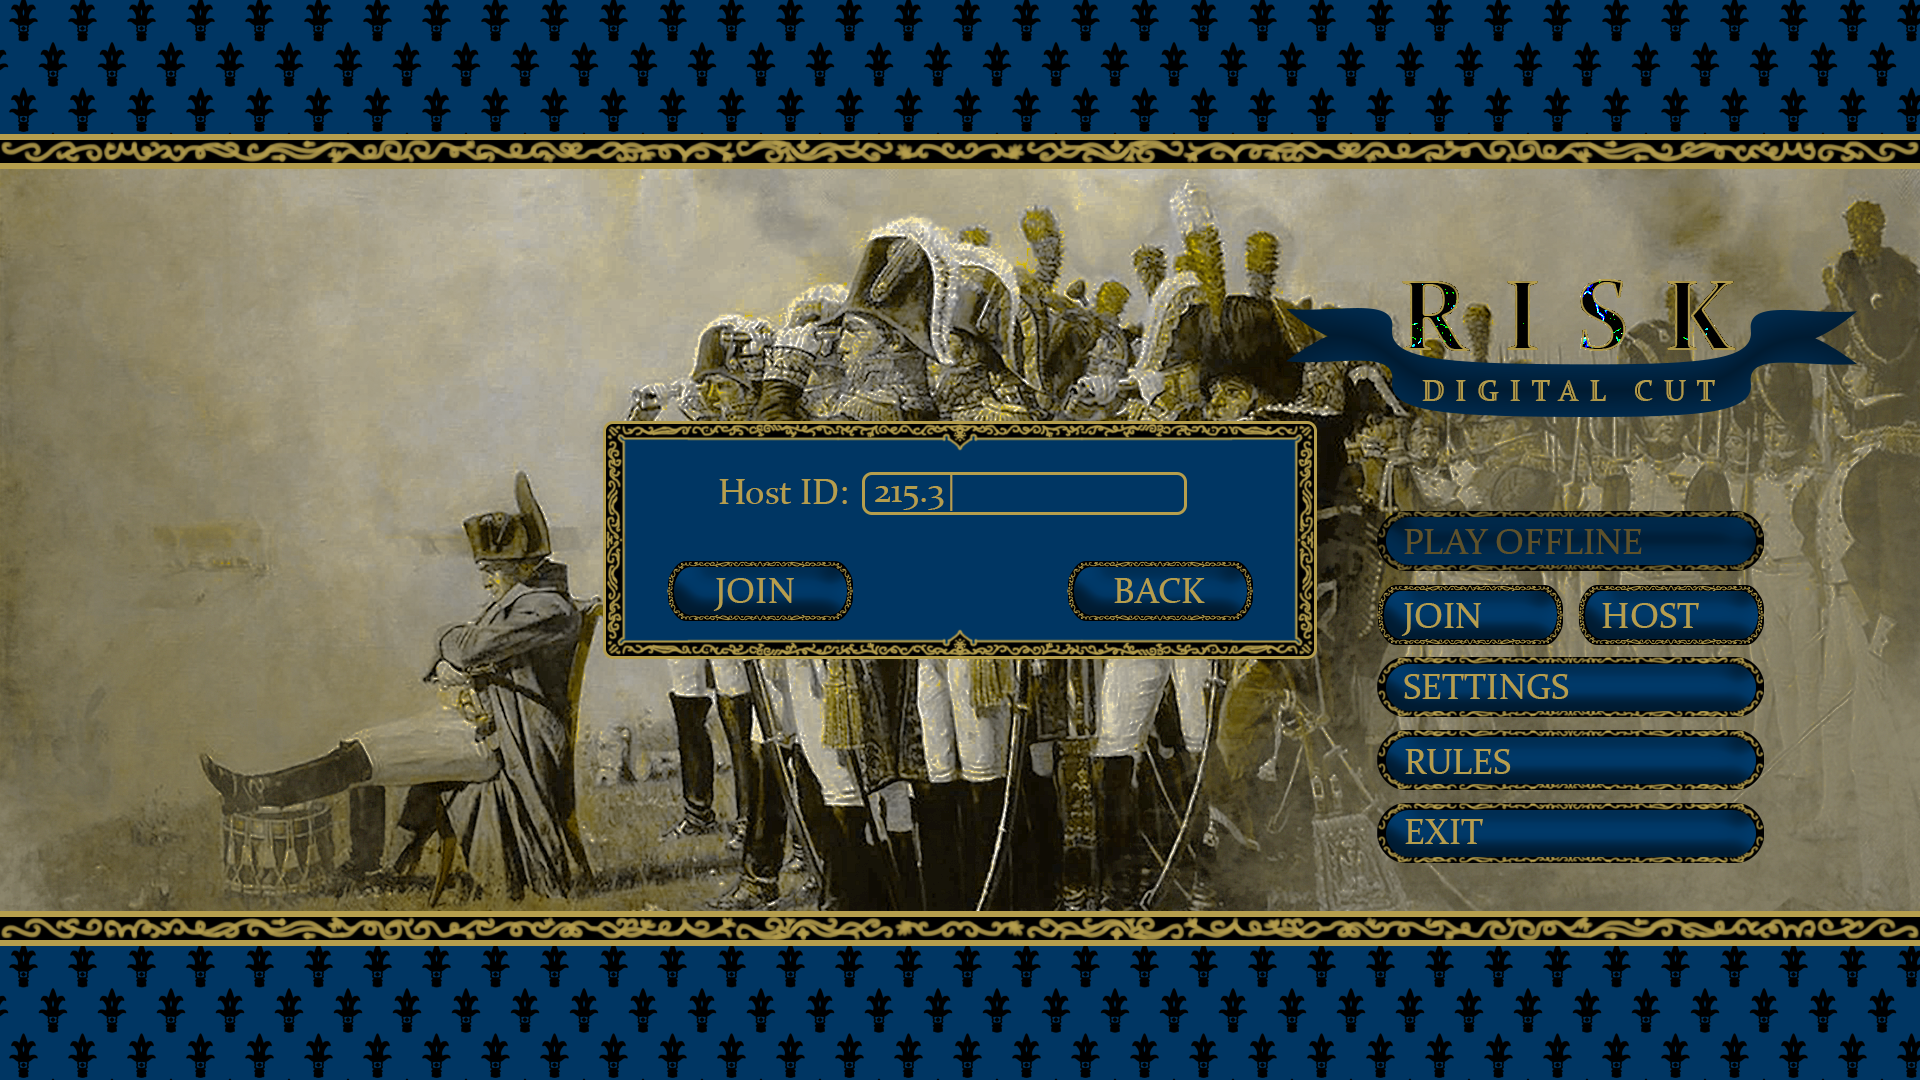 RISK
DIGITAL CUT
Host ID: 215.3
JOIN BACK
PLAY OFFLINE
JOIN HOST
SETTINGS
RULES
EXIT